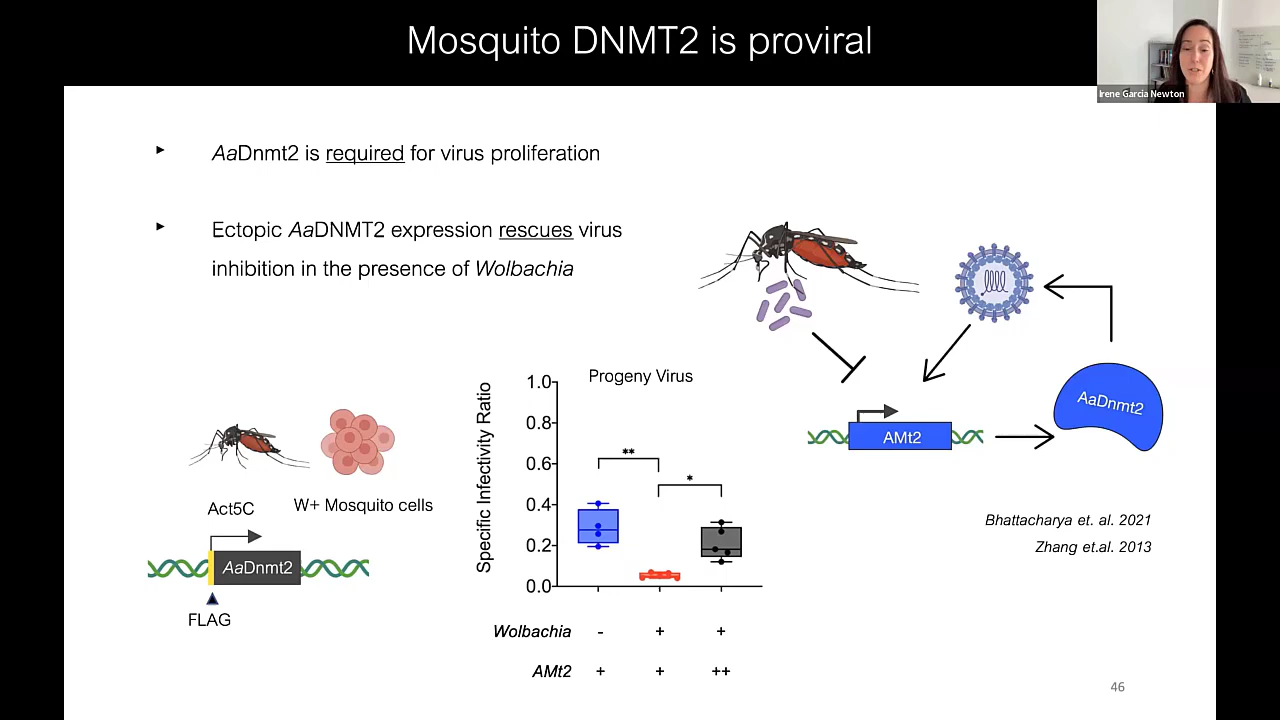 Mosquito DNMT2 is proviral
Irene Garcia Newton
AaDnmt2 is required for virus proliferation
Ectopic AaDNMT2 expression rescues virus
inhibition in the presence of Wolbachia
Act5C
W+ Mosquito cells
AaDnmt2
FLAG
Progeny Virus
Specific Infectivity Ratio
1.0
0.8
0.6
0.4
0.2
0.0
**
*
Wolbachia - + +
AMt2 + + ++
AMt2
AaDnmt2
Bhattacharya et. al. 2021
Zhang et.al. 2013
46